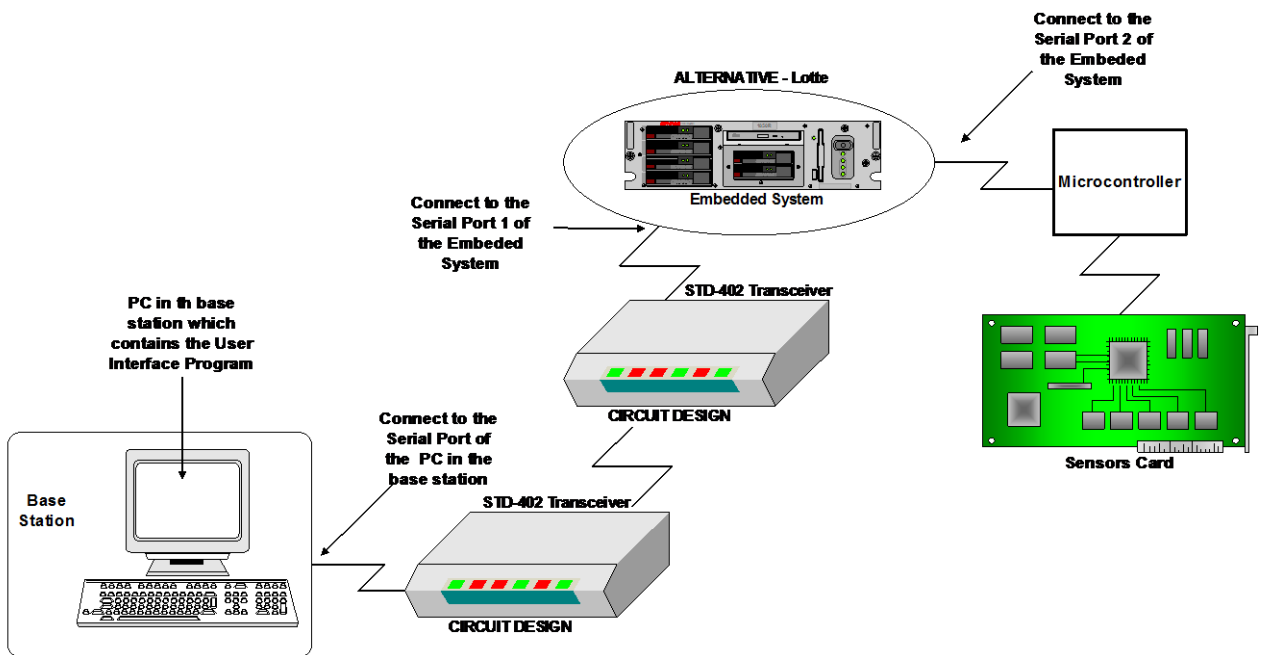 Connect to the
Serial Port 2 of
the Embeded
System
ALTERNATIVE - Lotte
Embedded System
Microcontroller
Connect to the
Serial Port 1 of
the Embeded
System
STD-402 Transceiver
CIRCUIT DESIGN
Sensors Card
PC in th base
station which
contains the User
Interface Program
Connect to the
Serial Port of
the PC in the
base station
Base
Station
STD-402 Transceiver
CIRCUIT DESIGN